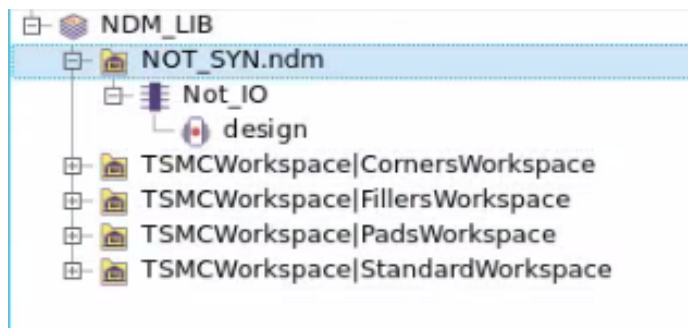 NDM_LIB
NOT_SYN.ndm
Not_IO
design
TSMCWorkspace|CornersWorkspace
TSMCWorkspace|FillersWorkspace
TSMCWorkspace|PadsWorkspace
TSMCWorkspace|StandardWorkspace